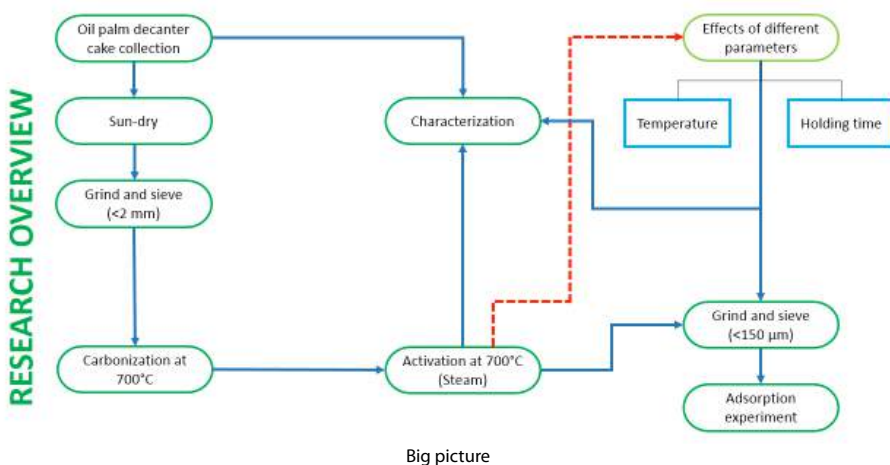 RESEARCH OVERVIEW
Oil palm decanter
cake collection
Sun-dry
Grind and sieve
(<2 mm)
Carbonization at
700°C
Characterization
Activation at 700°C
(Steam)
Effects of different
parameters
Temperature
Holding time
Grind and sieve
(<150 µm)
Adsorption
experiment
Big picture